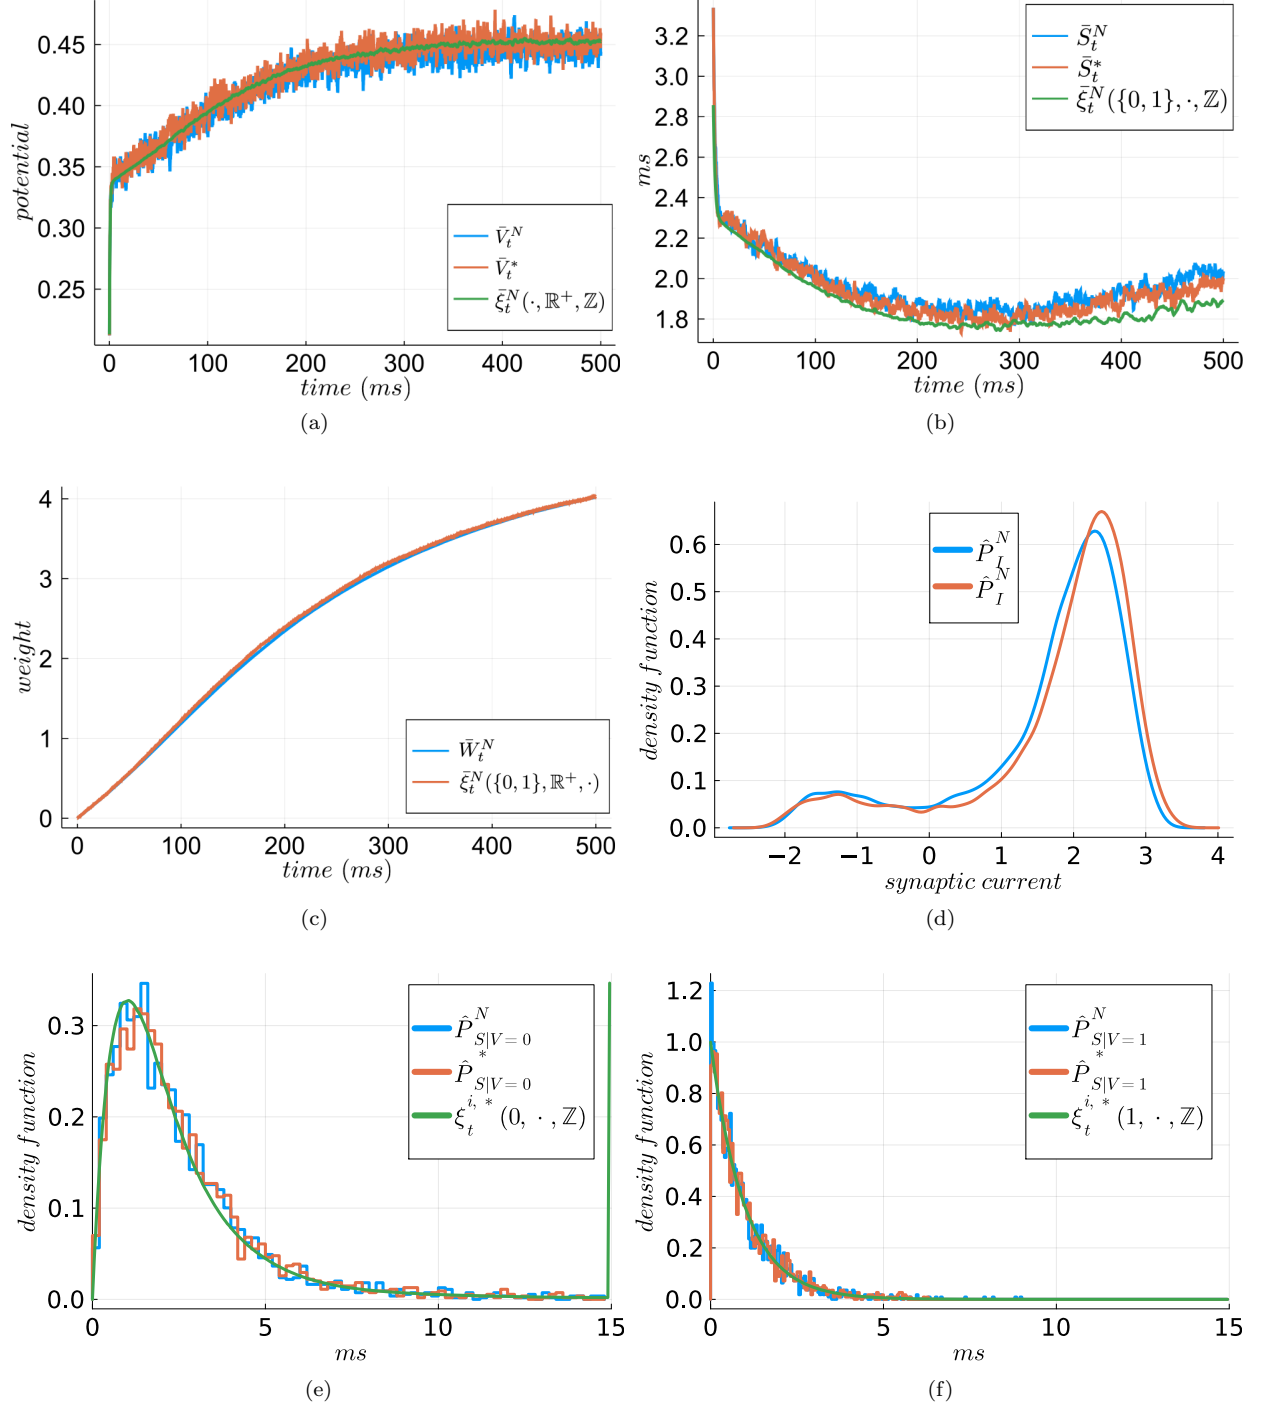 0.45
0.40
0.35
0.30
0.25
potential
0 100 200 300 400 500
time (ms)
V̄_t^N
V̄_t^*
ξ̄_t^N(·, ℝ⁺, ℤ)
(a)
3.2
3.0
2.8
2.6
2.4
2.2
2.0
1.8
ms
0 100 200 300 400 500
time (ms)
S̄_t^N
S̄_t^*
ξ̄_t^N({0, 1}, ·, ℤ)
(b)
4
3
2
1
0
weight
0 100 200 300 400 500
time (ms)
W̄_t^N
ξ̄_t^N({0, 1}, ℝ⁺, ·)
(c)
0.6
0.5
0.4
0.3
0.2
0.1
0.0
density function
−2 −1 0 1 2 3 4
synaptic current
P̂_I^N
P̂_I^N
(d)
0.3
0.2
0.1
0.0
density function
0 5 10 15
ms
P̂_{S|V=0}^N
P̂_{S|V=0}^*
ξ_t^{i,*}(0, ·, ℤ)
(e)
1.2
1.0
0.8
0.6
0.4
0.2
0.0
density function
0 5 10 15
ms
P̂_{S|V=1}^N
P̂_{S|V=1}^*
ξ_t^{i,*}(1, ·, ℤ)
(f)